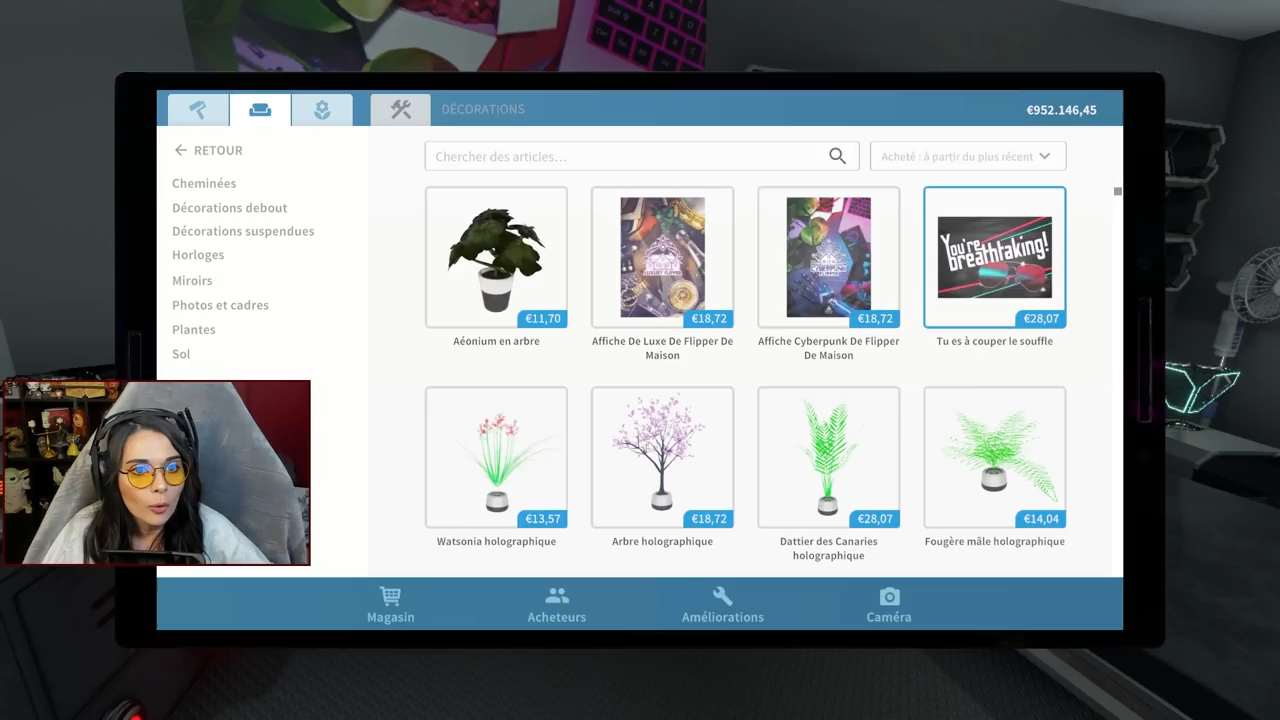 DÉCORATIONS
€952.146,45
RETOUR
Chercher des articles...
Acheté : à partir du plus récent
Cheminées
Décorations debout
Décorations suspendues
Horloges
Miroirs
Photos et cadres
Plantes
Sol
You're
breathtaking!
€11,70
€18,72
€18,72
€28,07
Aéonium en arbre
Affiche De Luxe De Flipper De
Maison
Affiche Cyberpunk De Flipper
De Maison
Tu es à couper le souffle
€13,57
€18,72
€28,07
€14,04
Watsonia holographique
Arbre holographique
Dattier des Canaries
holographique
Fougère mâle holographique
Magasin
Acheteurs
Améliorations
Caméra